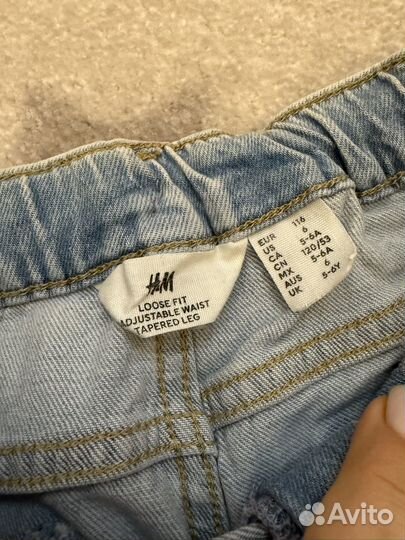 H&M
LOOSE FIT
ADJUSTABLE WAIST
TAPERED LEG
EUR 116
US 6
CA 5-6A
CN 120/53
MX 5-6A
AUS 6
UK 5-6Y
Avito